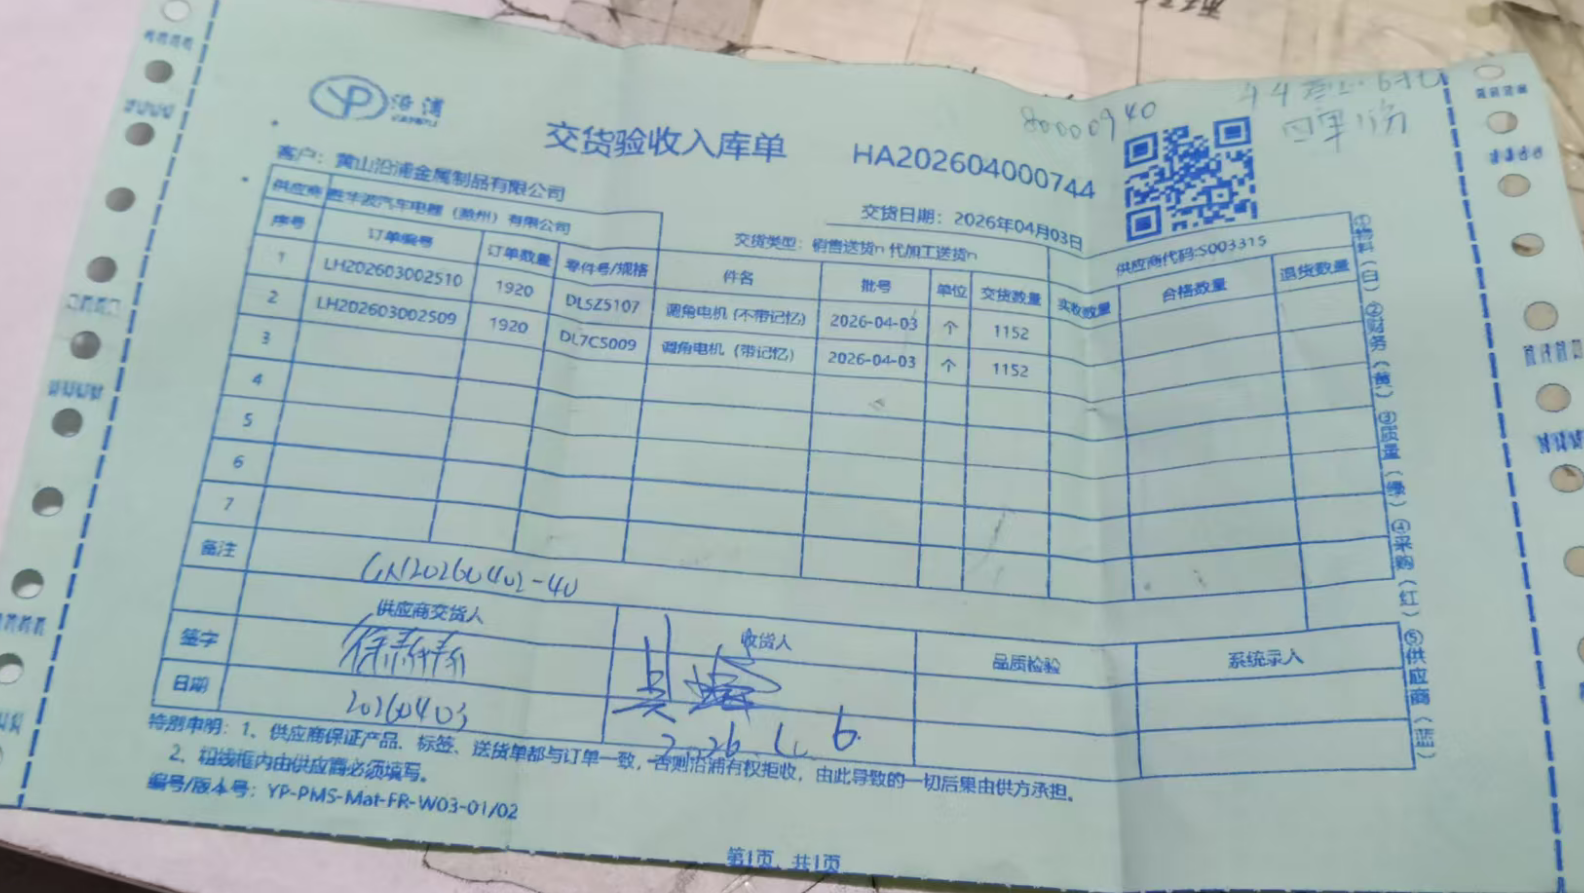 YP 沿浦
YANPU
80000940
交货验收入库单
HA202604000744
客户：黄山沿浦金属制品有限公司
交货日期：2026年04月03日
供应商 胜华波汽车电器（滁州）有限公司
交货类型：销售送货n 代加工送货n
供应商代码:S003315
序号 订单编号 订单数量 零件号/规格 件名 批号 单位 交货数量 实收数量 合格数量 退货数量
1 LH202603002510 1920 DL5Z5107 调角电机（不带记忆） 2026-04-03 个 1152
2 LH202603002509 1920 DL7C5009 调角电机（带记忆） 2026-04-03 个 1152
3
4
5
6
7
备注 GN20260402-40
供应商交货人 收货人 品质检验 系统录入
签字
日期 20260403 2026.4.6
特别申明：1、供应商保证产品、标签、送货单都与订单一致，否则沿浦有权拒收，由此导致的一切后果由供方承担。
2、粗线框内由供应商必须填写。
编号/版本号：YP-PMS-Mat-FR-W03-01/02
第1页，共1页
①物料（白）②财务（黄）③质量（绿）④采购（红）⑤供应商（蓝）